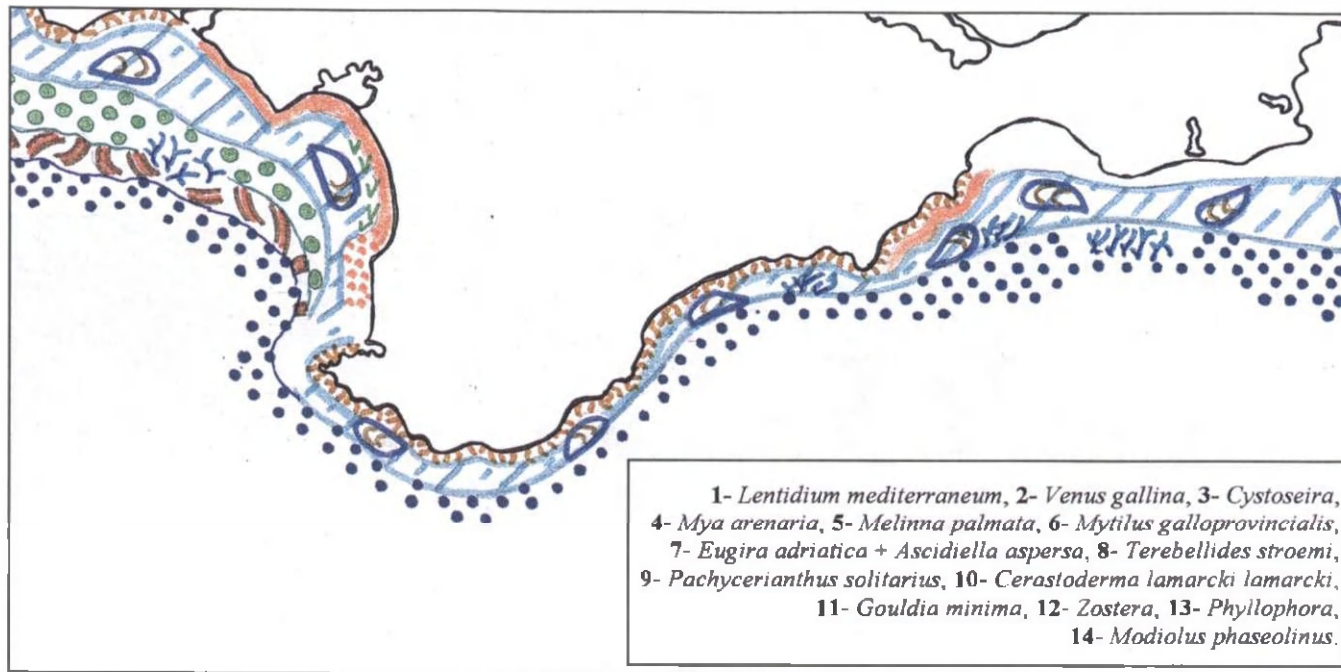 1- Lentidium mediterraneum, 2- Venus gallina, 3- Cystoseira,
4- Mya arenaria, 5- Melinna palmata, 6- Mytilus galloprovincialis,
7- Eugira adriatica + Ascidiella aspersa, 8- Terebellides stroemi,
9- Pachycerianthus solitarius, 10- Cerastoderma lamarcki lamarcki,
11- Gouldia minima, 12- Zostera, 13- Phyllophora,
14- Modiolus phaseolinus.